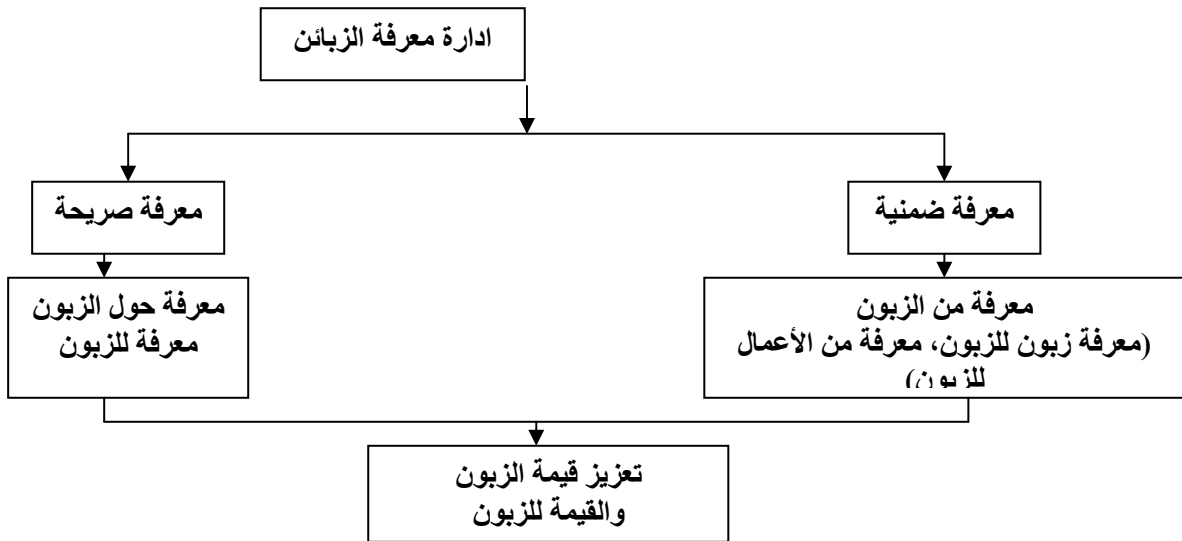 ادارة معرفة الزبائن
معرفة ضمنية
معرفة صريحة
معرفة من الزبون
(معرفة زبون للزبون، معرفة من الأعمال
للزبون)
معرفة حول الزبون
معرفة للزبون
تعزيز قيمة الزبون
والقيمة للزبون